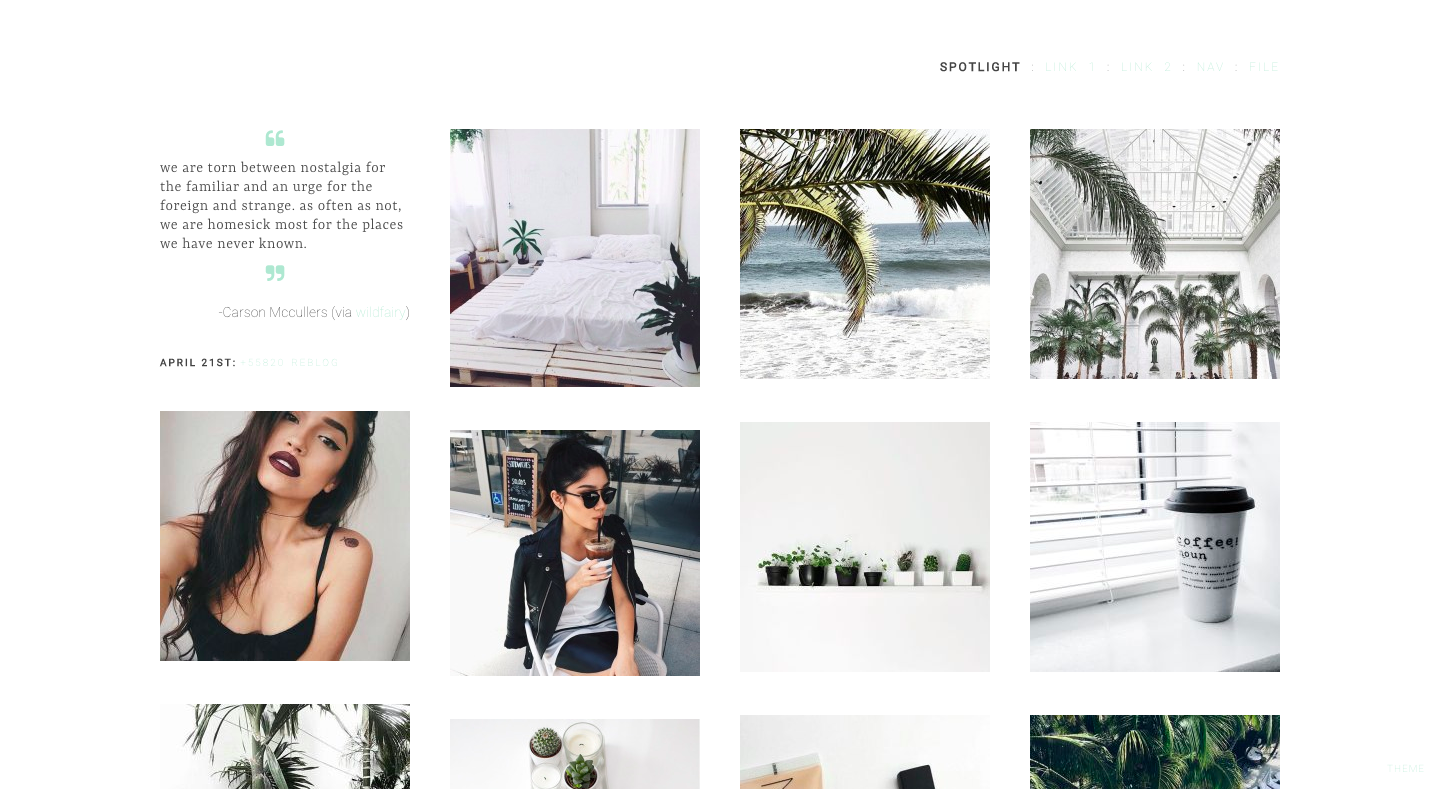 SPOTLIGHT : LINK 1 : LINK 2 : NAV : FILE
“
we are torn between nostalgia for
the familiar and an urge for the
foreign and strange. as often as not,
we are homesick most for the places
we have never known.
”
-Carson Mccullers (via wildfairy)
APRIL 21ST: +55830 REBLOG
SANDWICHES
&
SALADS
coffee!
noun
THEME